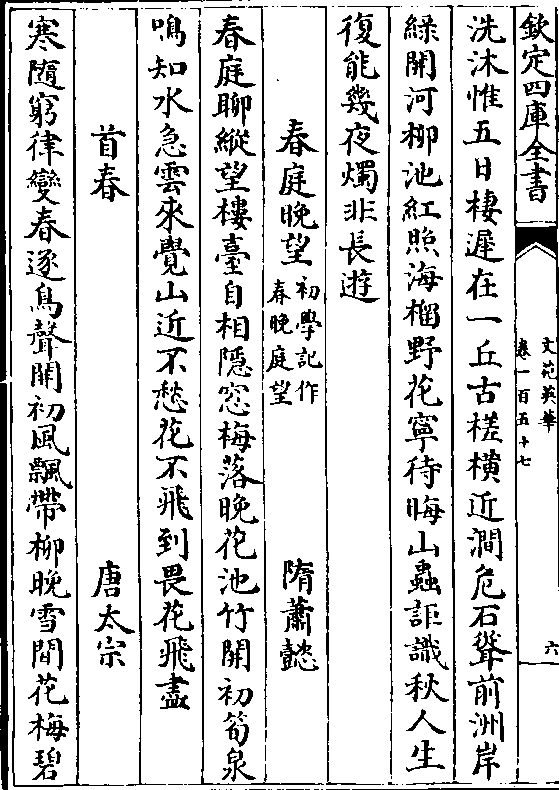 欽定四庫全書
文苑英華
卷一百五十七
六
洗沐惟五日棲遲在一丘古槎橫近澗危石聳前洲岸
綠開河柳池紅照海榴野花寧待晦山蟲詎識秋人生
復能幾夜燭非長遊
春庭晚望
初學記作
春晚庭望
隋蕭慤
春庭聊縱望樓臺自相隱窓梅落晚花池竹開初筍泉
鳴知水急雲來覺山近不愁花不飛到畏花飛盡
首春
唐太宗
寒隨窮律變春逐鳥聲開初風飄帶柳晚雪間花梅碧